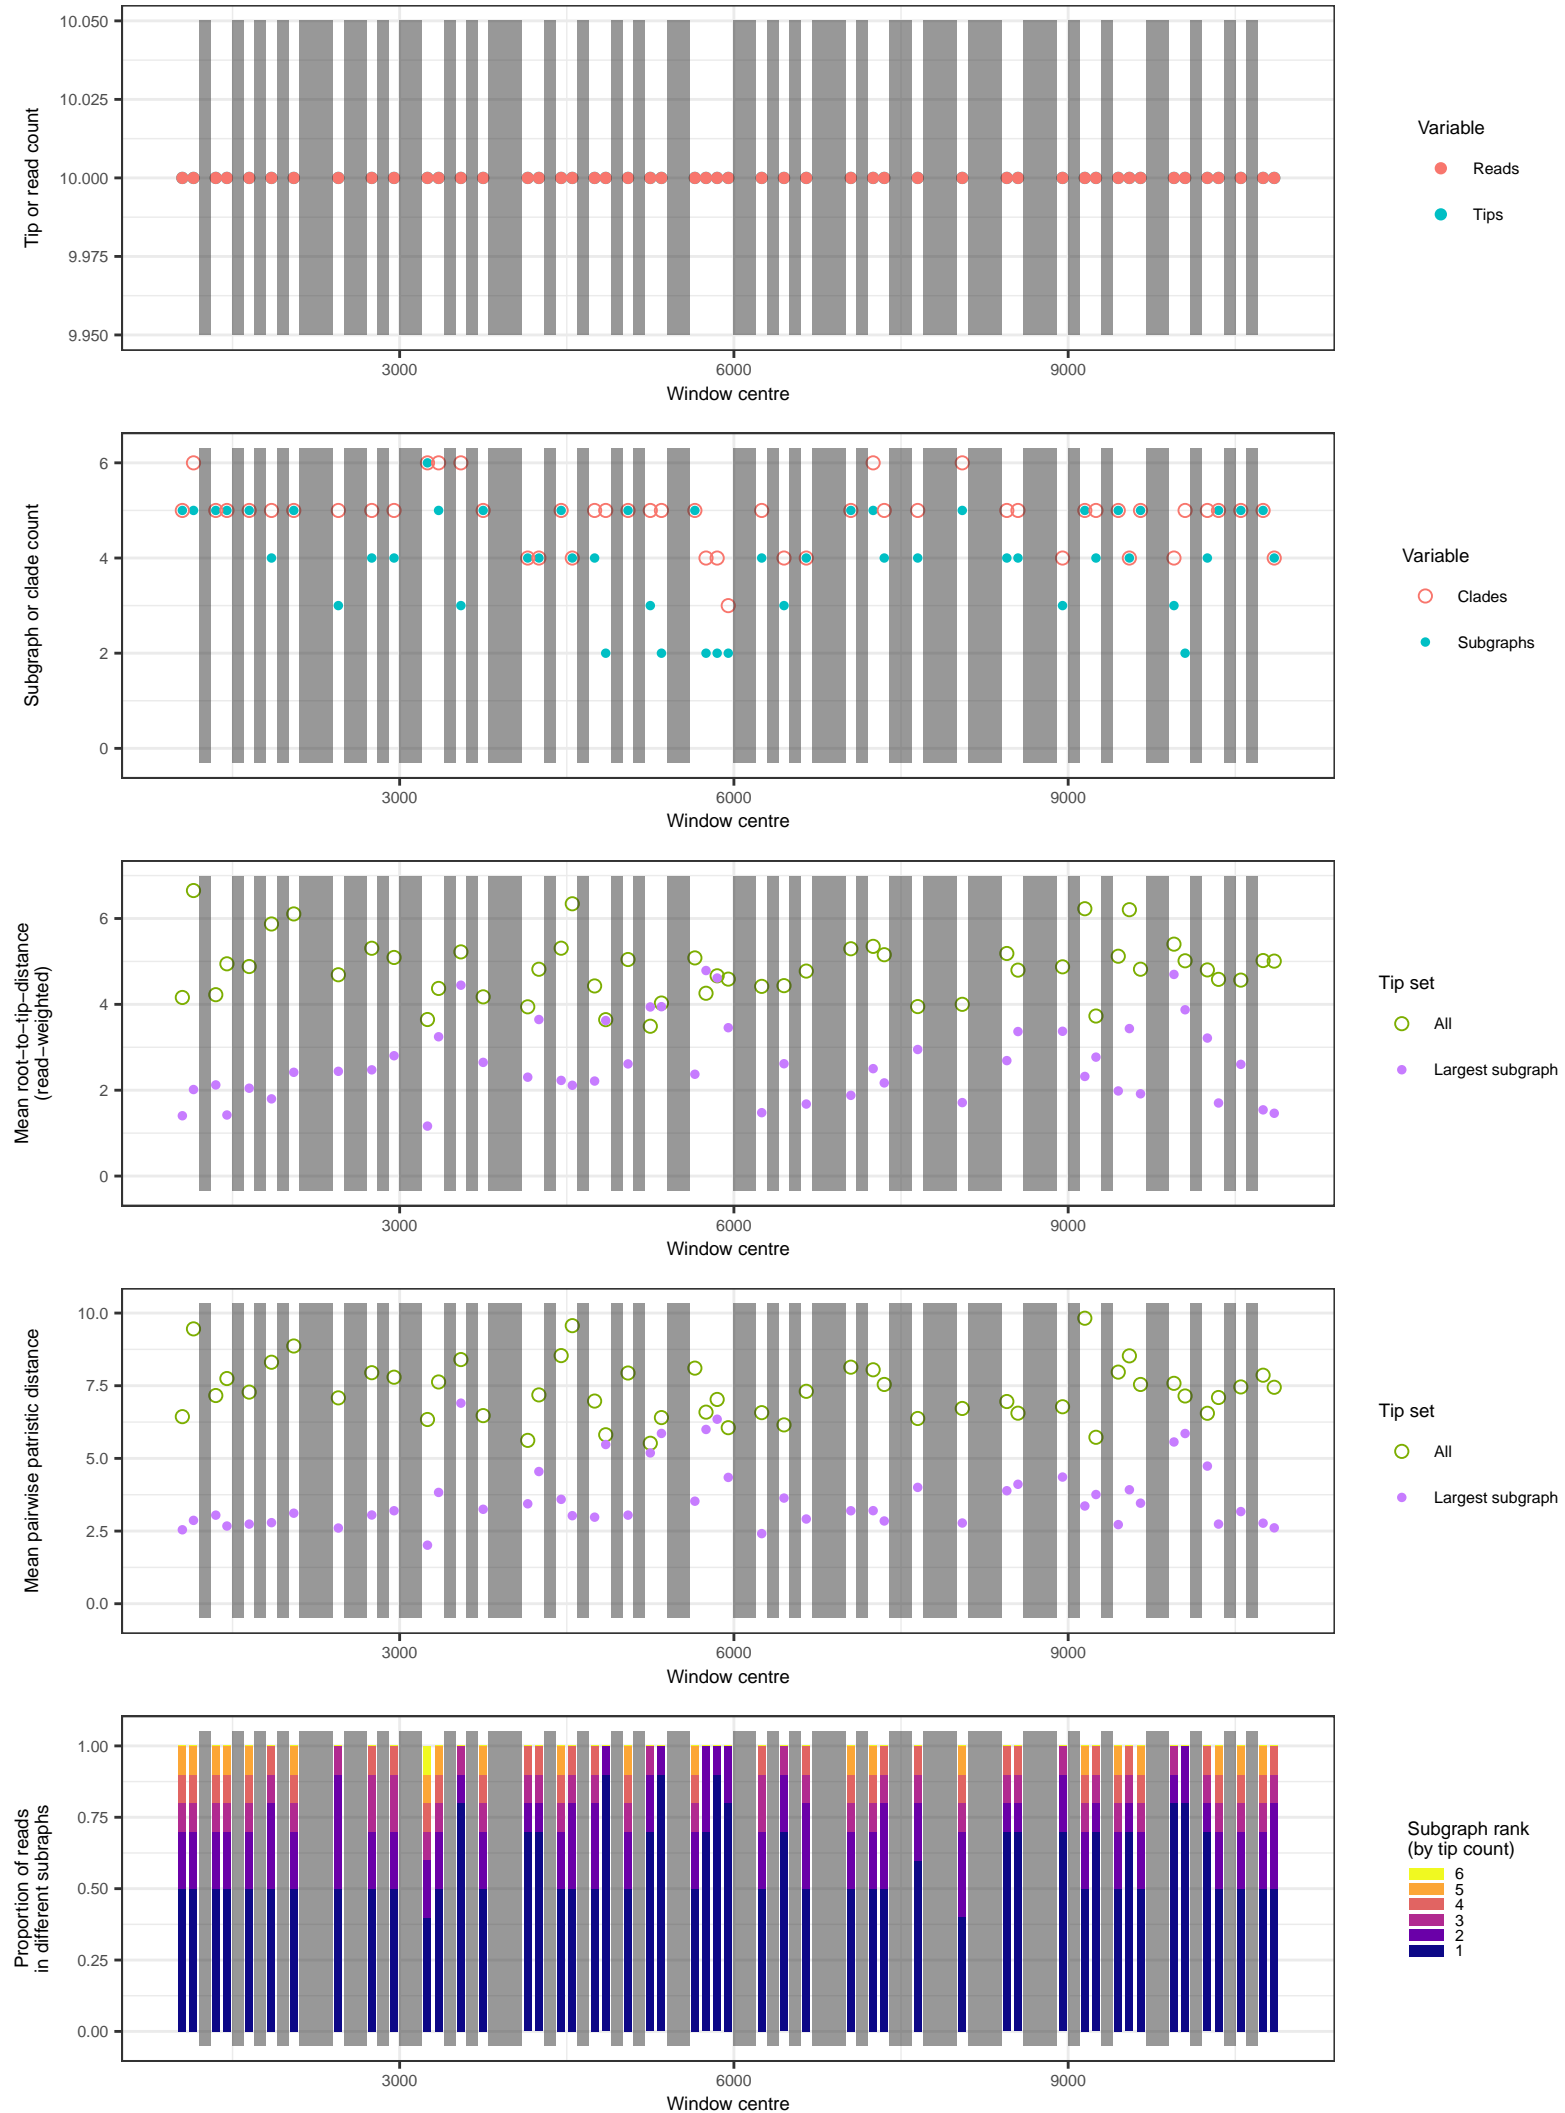 10.050
10.025
10.000
9.975
9.950
Tip or read count
3000
6000
9000
Window centre
Variable
Reads
Tips
6
4
2
0
Subgraph or clade count
3000
6000
9000
Window centre
Variable
Clades
Subgraphs
6
4
2
0
Mean root−to−tip−distance
(read−weighted)
3000
6000
9000
Window centre
Tip set
All
Largest subgraph
10.0
7.5
5.0
2.5
0.0
Mean pairwise patristic distance
3000
6000
9000
Window centre
Tip set
All
Largest subgraph
1.00
0.75
0.50
0.25
0.00
Proportion of reads
in different subraphs
3000
6000
9000
Window centre
Subgraph rank
(by tip count)
6
5
4
3
2
1